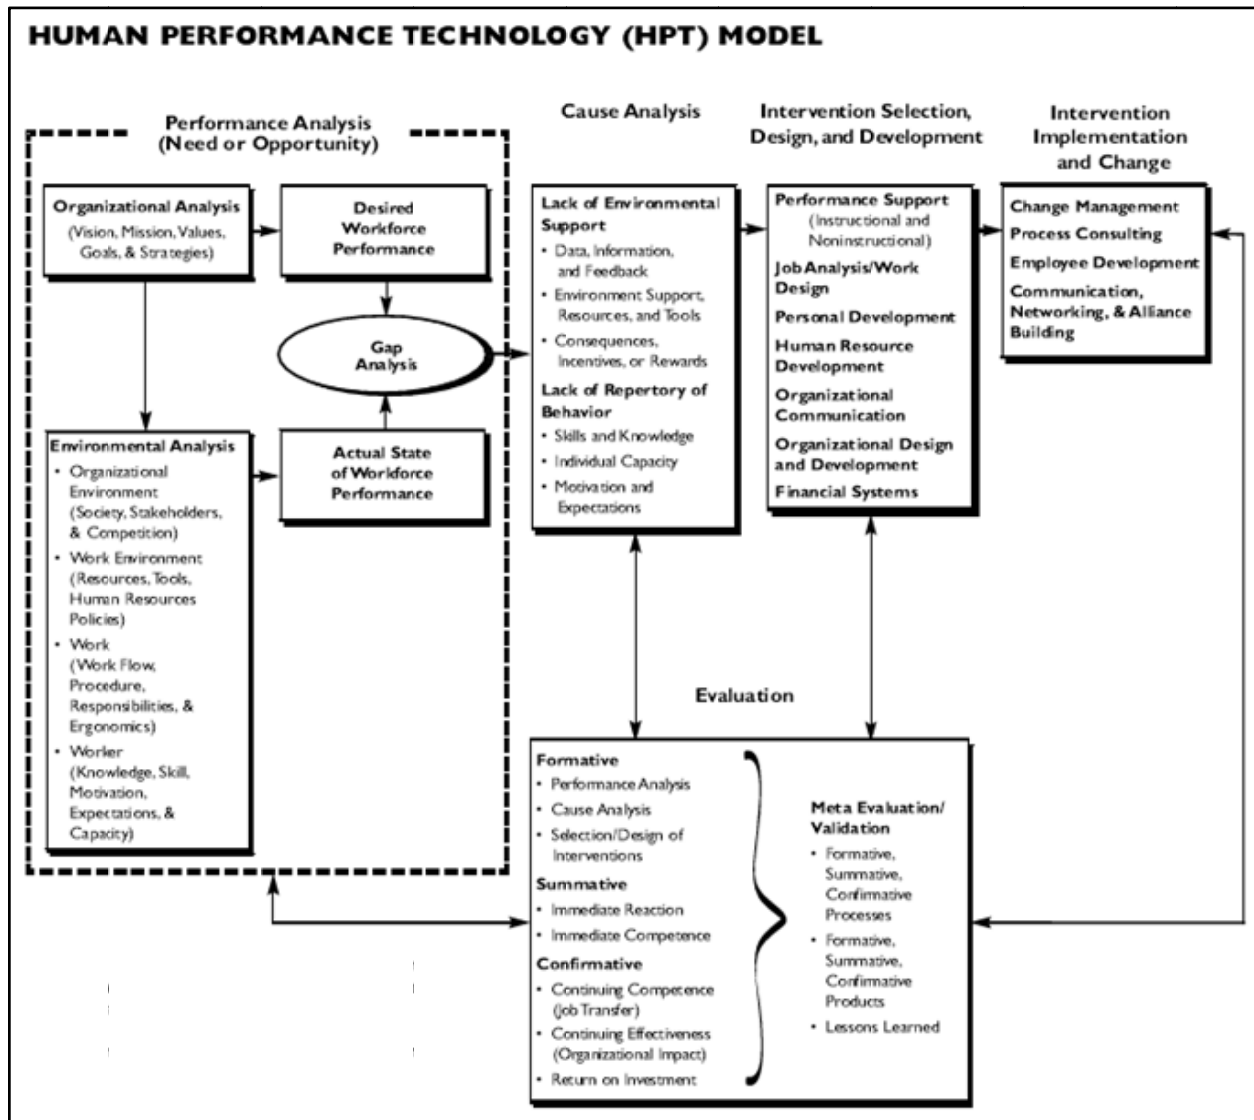 HUMAN PERFORMANCE TECHNOLOGY (HPT) MODEL
Performance Analysis
(Need or Opportunity)
Organizational Analysis
(Vision, Mission, Values,
Goals, & Strategies)
Desired
Workforce
Performance
Gap
Analysis
Environmental Analysis
• Organizational
Environment
(Society, Stakeholders,
& Competition)
• Work Environment
(Resources, Tools,
Human Resources
Policies)
• Work
(Work Flow,
Procedure,
Responsibilities, &
Ergonomics)
• Worker
(Knowledge, Skill,
Motivation,
Expectations, &
Capacity)
Actual State
of Workforce
Performance
Cause Analysis
Lack of Environmental
Support
• Data, Information,
and Feedback
• Environment Support,
Resources, and Tools
• Consequences,
Incentives, or Rewards
Lack of Repertory of
Behavior
• Skills and Knowledge
• Individual Capacity
• Motivation and
Expectations
Intervention Selection,
Design, and Development
Performance Support
(Instructional and
Noninstructional)
Job Analysis/Work
Design
Personal Development
Human Resource
Development
Organizational
Communication
Organizational Design
and Development
Financial Systems
Intervention
Implementation
and Change
Change Management
Process Consulting
Employee Development
Communication,
Networking, & Alliance
Building
Evaluation
Formative
• Performance Analysis
• Cause Analysis
• Selection/Design of
Interventions
Summative
• Immediate Reaction
• Immediate Competence
Confirmative
• Continuing Competence
(Job Transfer)
• Continuing Effectiveness
(Organizational Impact)
• Return on Investment
Meta Evaluation/
Validation
• Formative,
Summative,
Confirmative
Processes
• Formative,
Summative,
Confirmative
Products
• Lessons Learned